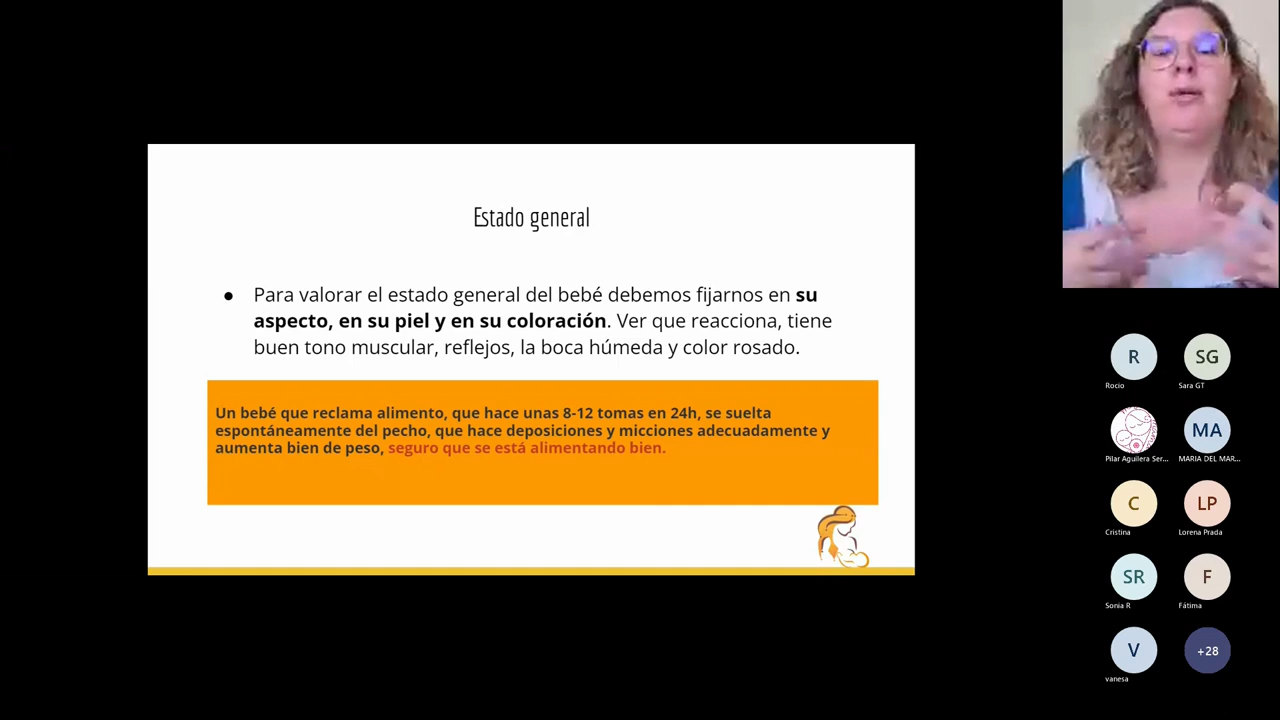 Estado general
● Para valorar el estado general del bebé debemos fijarnos en su
aspecto, en su piel y en su coloración. Ver que reacciona, tiene
buen tono muscular, reflejos, la boca húmeda y color rosado.
Un bebé que reclama alimento, que hace unas 8-12 tomas en 24h, se suelta
espontáneamente del pecho, que hace deposiciones y micciones adecuadamente y
aumenta bien de peso, seguro que se está alimentando bien.
R
SG
Rocio
Sara GT
MA
Pilar Aguilera Ser...
MARIA DEL MAR...
C
LP
Cristina
Lorena Prada
SR
F
Sonia R
Fátima
V
+28
vanesa